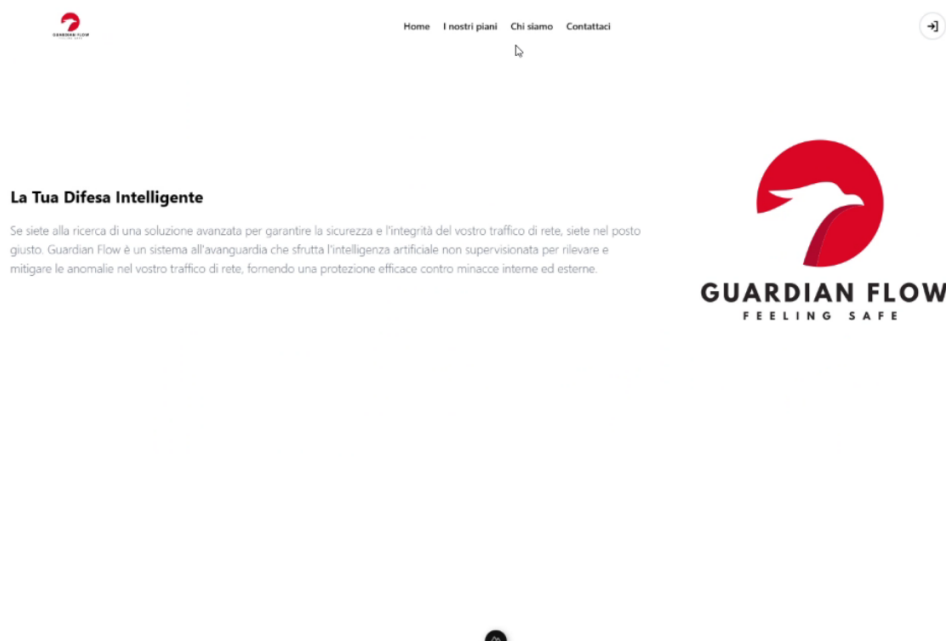 GUARDIAN FLOW
Home I nostri piani Chi siamo Contattaci
La Tua Difesa Intelligente
Se siete alla ricerca di una soluzione avanzata per garantire la sicurezza e l'integrità del vostro traffico di rete, siete nel posto
giusto. Guardian Flow è un sistema all'avanguardia che sfrutta l'intelligenza artificiale non supervisionata per rilevare e
mitigare le anomalie nel vostro traffico di rete, fornendo una protezione efficace contro minacce interne ed esterne.
GUARDIAN FLOW
FEELING SAFE